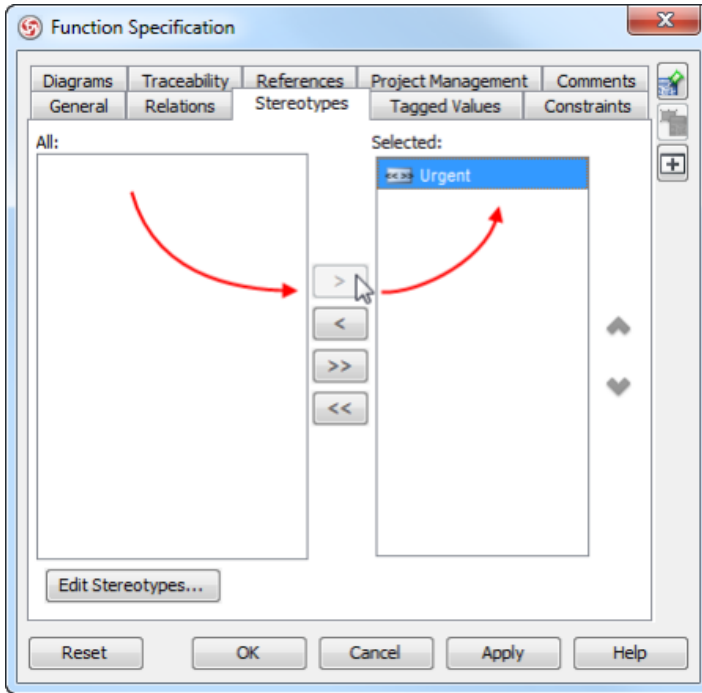 Function Specification
Diagrams Traceability References Project Management Comments
General Relations Stereotypes Tagged Values Constraints
All: Selected:
Urgent
>
<
>>
<<
Edit Stereotypes...
Reset OK Cancel Apply Help